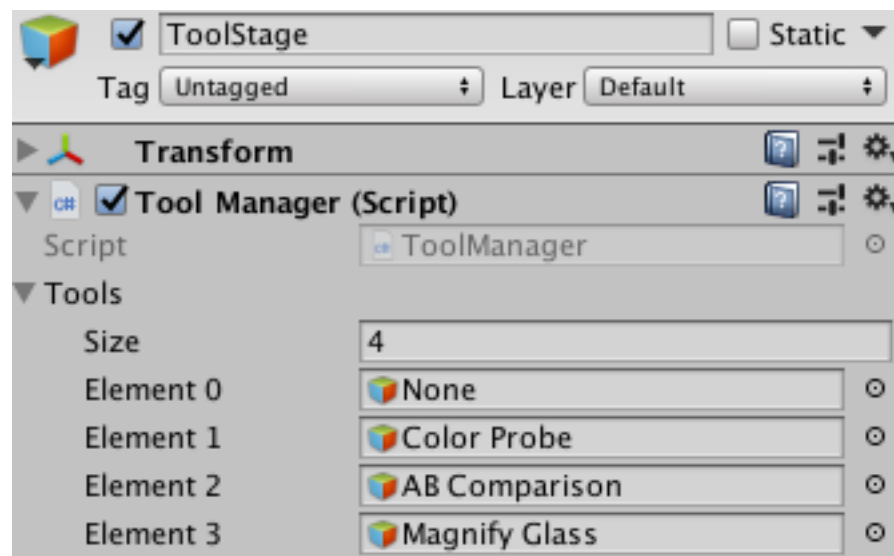 ToolStage Static
Tag Untagged Layer Default
Transform
c# Tool Manager (Script)
Script ToolManager
Tools
Size 4
Element 0 None
Element 1 Color Probe
Element 2 AB Comparison
Element 3 Magnify Glass